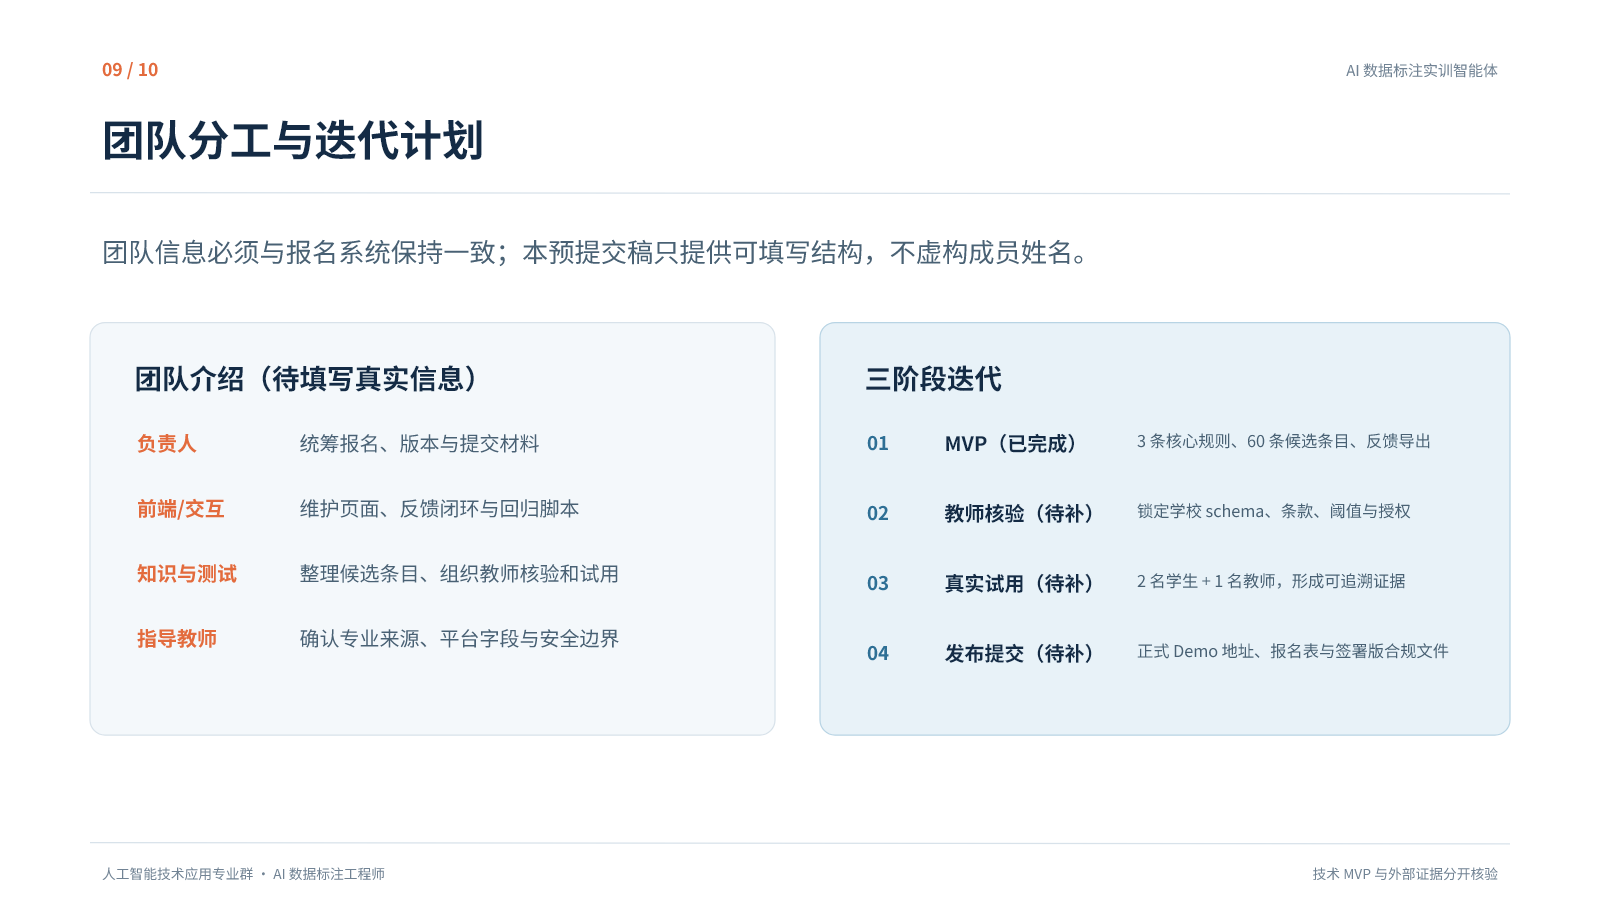 09 / 10
AI 数据标注实训智能体
团队分工与迭代计划
团队信息必须与报名系统保持一致；本预提交稿只提供可填写结构，不虚构成员姓名。
团队介绍（待填写真实信息）
负责人 统筹报名、版本与提交材料
前端/交互 维护页面、反馈闭环与回归脚本
知识与测试 整理候选条目、组织教师核验和试用
指导教师 确认专业来源、平台字段与安全边界
三阶段迭代
01 MVP（已完成） 3 条核心规则、60 条候选条目、反馈导出
02 教师核验（待补） 锁定学校 schema、条款、阈值与授权
03 真实试用（待补） 2 名学生 + 1 名教师，形成可追溯证据
04 发布提交（待补） 正式 Demo 地址、报名表与签署版合规文件
人工智能技术应用专业群 · AI 数据标注工程师
技术 MVP 与外部证据分开核验